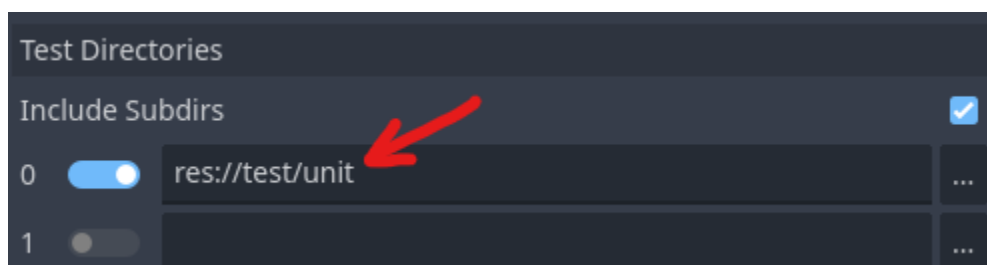 Test Directories
Include Subdirs
0 res://test/unit ...
1 ...